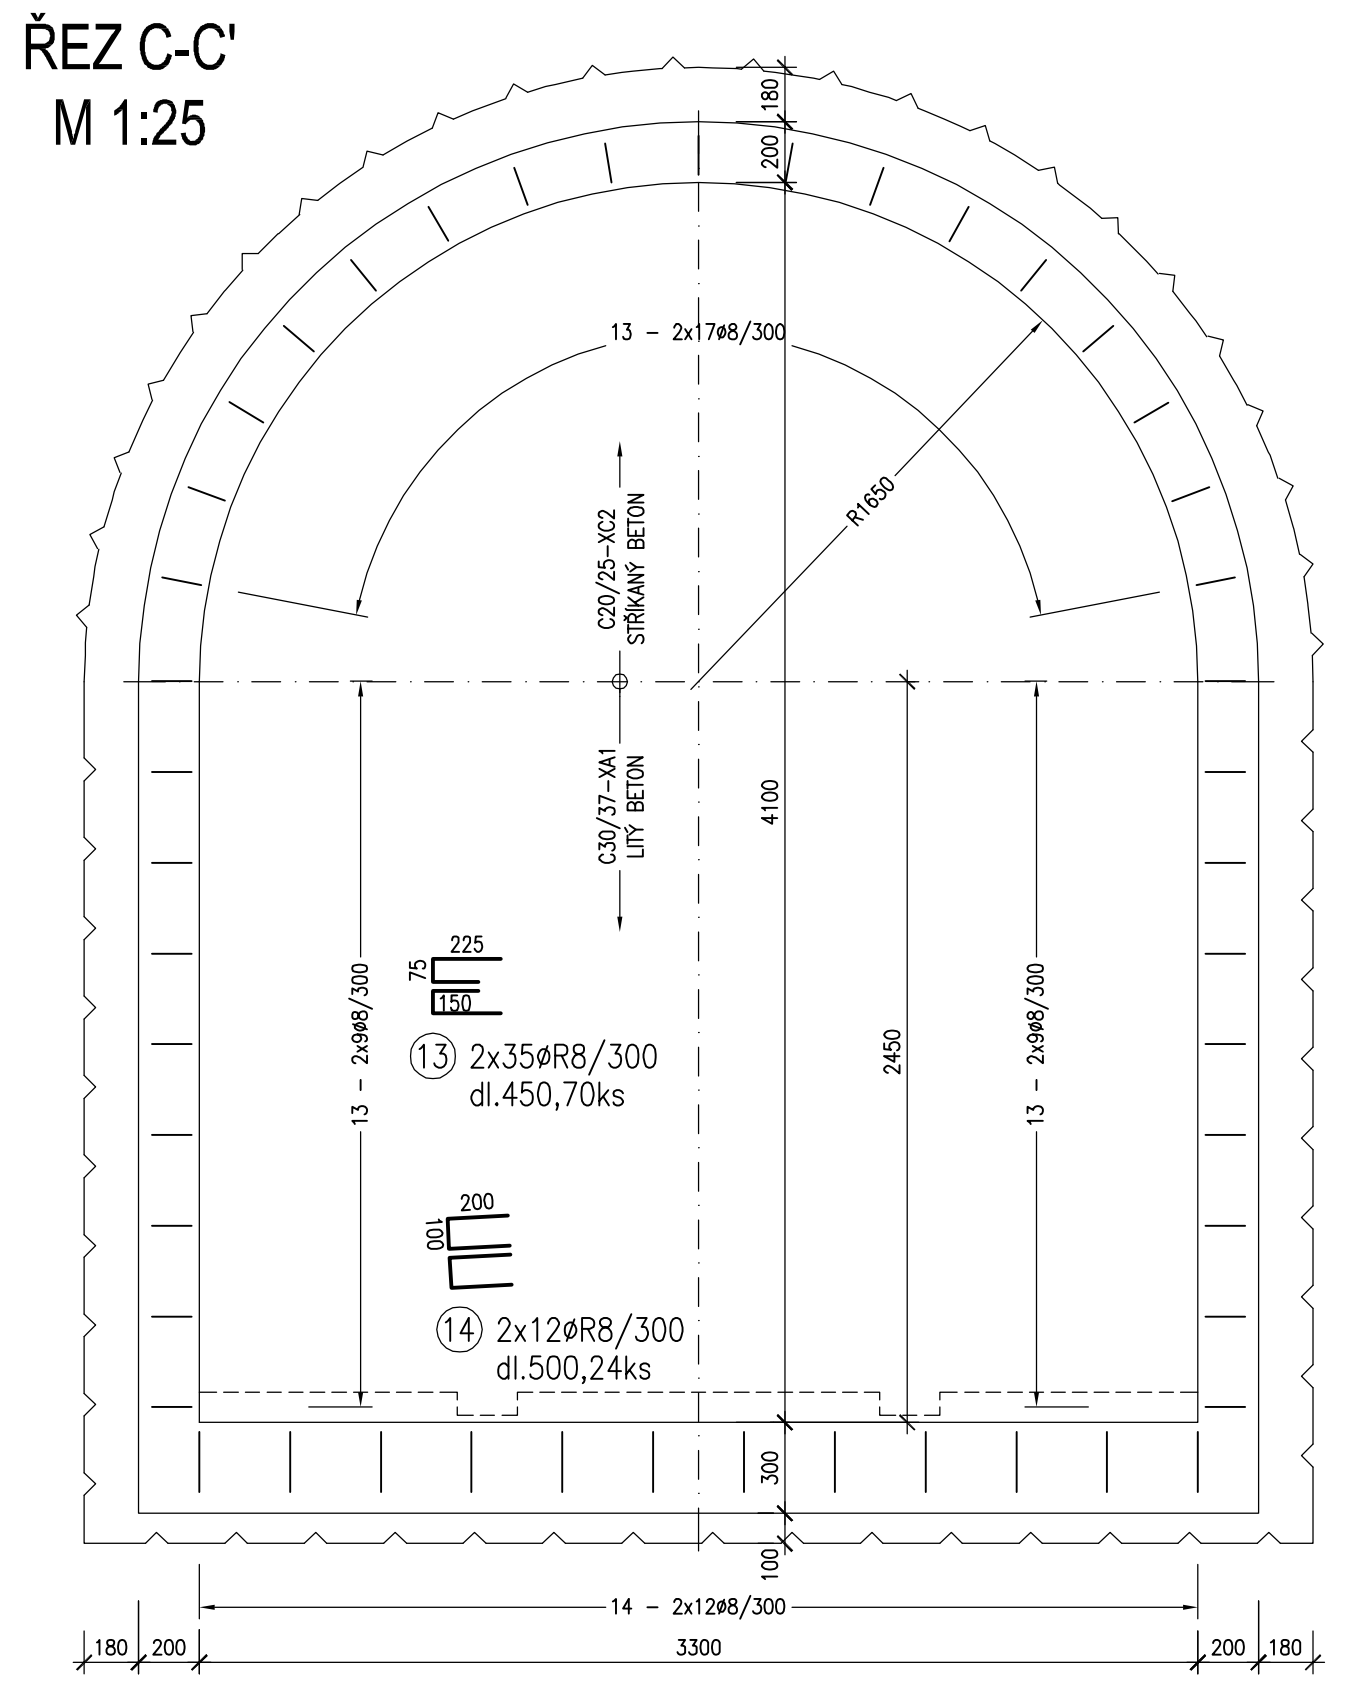 ŘEZ C-C'
M 1:25
180
200
13 - 2x17ø8/300
R1650
C20/25-XC2
STŘÍKANÝ BETON
C30/37-XA1
LITÝ BETON
4100
2450
13 - 2x9ø8/300
13 - 2x9ø8/300
225
75
150
13 2x35øR8/300
dl.450,70ks
200
100
14 2x12øR8/300
dl.500,24ks
300
100
14 - 2x12ø8/300
180 200 3300 200 180